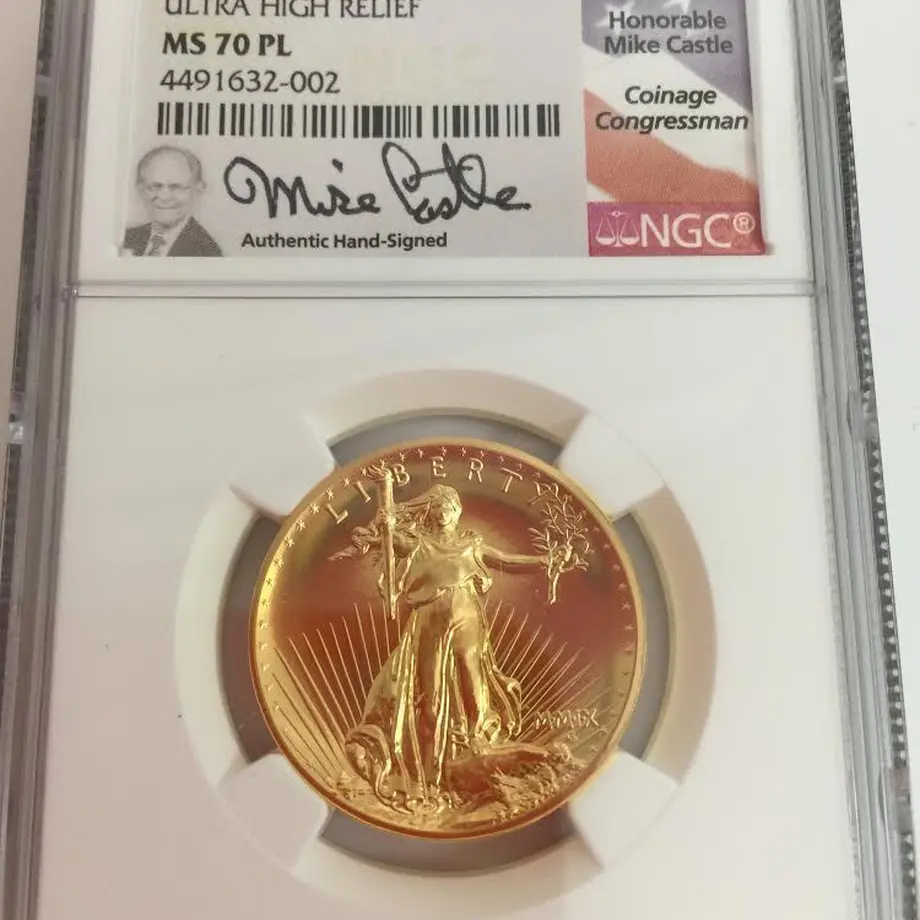 ULTRA HIGH RELIEF
MS 70 PL
4491632-002
Mike Castle
Authentic Hand-Signed
Honorable
Mike Castle
Coinage
Congressman
NGC®
LIBERTY
MMIX